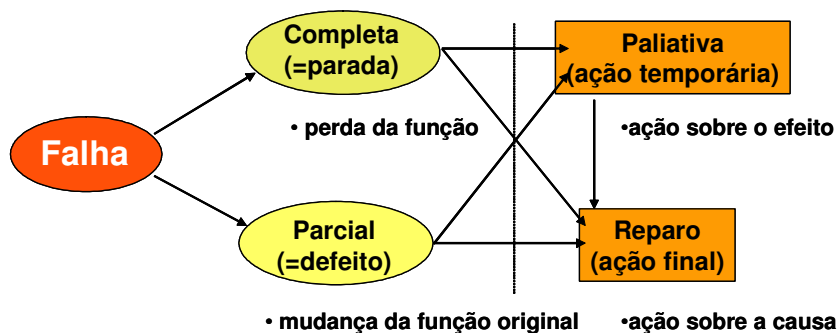 Completa
(=parada)
Paliativa
(ação temporária)
• perda da função
•ação sobre o efeito
Falha
Parcial
(=defeito)
Reparo
(ação final)
• mudança da função original
•ação sobre a causa